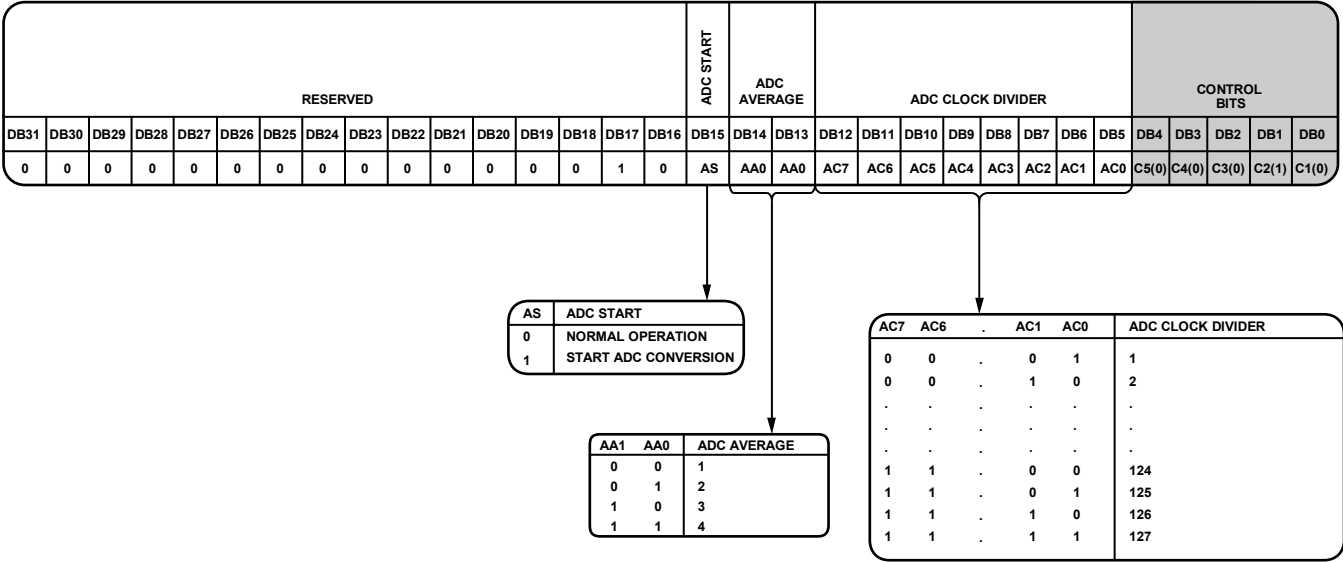 RESERVED
ADC START
ADC
AVERAGE
ADC CLOCK DIVIDER
CONTROL
BITS
DB31 DB30 DB29 DB28 DB27 DB26 DB25 DB24 DB23 DB22 DB21 DB20 DB19 DB18 DB17 DB16 DB15 DB14 DB13 DB12 DB11 DB10 DB9 DB8 DB7 DB6 DB5 DB4 DB3 DB2 DB1 DB0
0 0 0 0 0 0 0 0 0 0 0 0 0 0 1 0 AS AA0 AA0 AC7 AC6 AC5 AC4 AC3 AC2 AC1 AC0 C5(0) C4(0) C3(0) C2(1) C1(0)
AS ADC START
0 NORMAL OPERATION
1 START ADC CONVERSION
AA1 AA0 ADC AVERAGE
0 0 1
0 1 2
1 0 3
1 1 4
AC7 AC6 . AC1 AC0 ADC CLOCK DIVIDER
0 0 . 0 1 1
0 0 . 1 0 2
. . . . . .
. . . . . .
. . . . . .
1 1 . 0 0 124
1 1 . 0 1 125
1 1 . 1 0 126
1 1 . 1 1 127